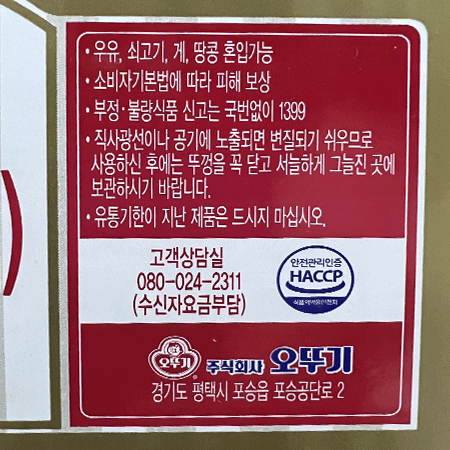 · 우유, 쇠고기, 게, 땅콩 혼입가능
· 소비자기본법에 따라 피해 보상
· 부정·불량식품 신고는 국번없이 1399
· 직사광선이나 공기에 노출되면 변질되기 쉬우므로
사용하신 후에는 뚜껑을 꼭 닫고 서늘하게 그늘진 곳에
보관하시기 바랍니다.
· 유통기한이 지난 제품은 드시지 마십시오.
고객상담실
080-024-2311
(수신자요금부담)
안전관리인증
HACCP
식품의약품안전처
오뚜기
주식회사 오뚜기
경기도 평택시 포승읍 포승공단로 2